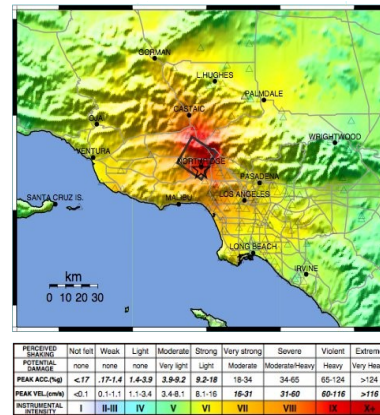 GORMAN
L.HUGHES
PALMDALE
CASTAIC
OJA
WRIGHTWOOD
VENTURA
NORTHRIDGE
PASADENA
SANTA CRUZ IS.
MALIBU
LOS ANGELES
LONG BEACH
IRVINE
km
0 10 20 30
PERCEIVED SHAKING Not felt Weak Light Moderate Strong Very strong Severe Violent Extrem
POTENTIAL DAMAGE none none none Very light Light Moderate Moderate/Heavy Heavy Very Heav
PEAK ACC.(%g) <.17 .17-1.4 1.4-3.9 3.9-9.2 9.2-18 18-34 34-65 65-124 >124
PEAK VEL.(cm/s) <0.1 0.1-1.1 1.1-3.4 3.4-8.1 8.1-16 16-31 31-60 60-116 >116
INSTRUMENTAL INTENSITY I II-III IV V VI VII VIII IX X+